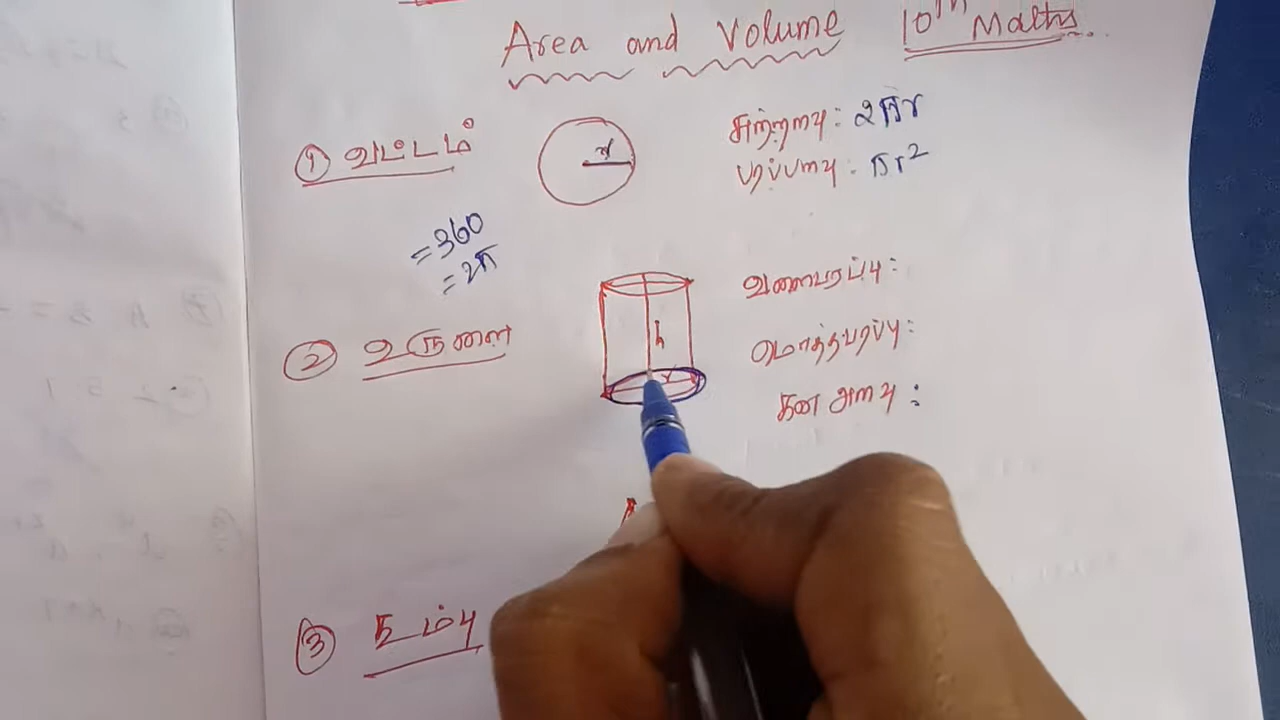 Area and Volume 10th Maths
① வட்டம்
r
சுற்றளவு : 2πr
பரப்பளவு : πr²
= 360
= 2π
② உருளை
h
r
வளைபரப்பு :
மொத்தபரப்பு :
கன அளவு :
③ கூம்பு